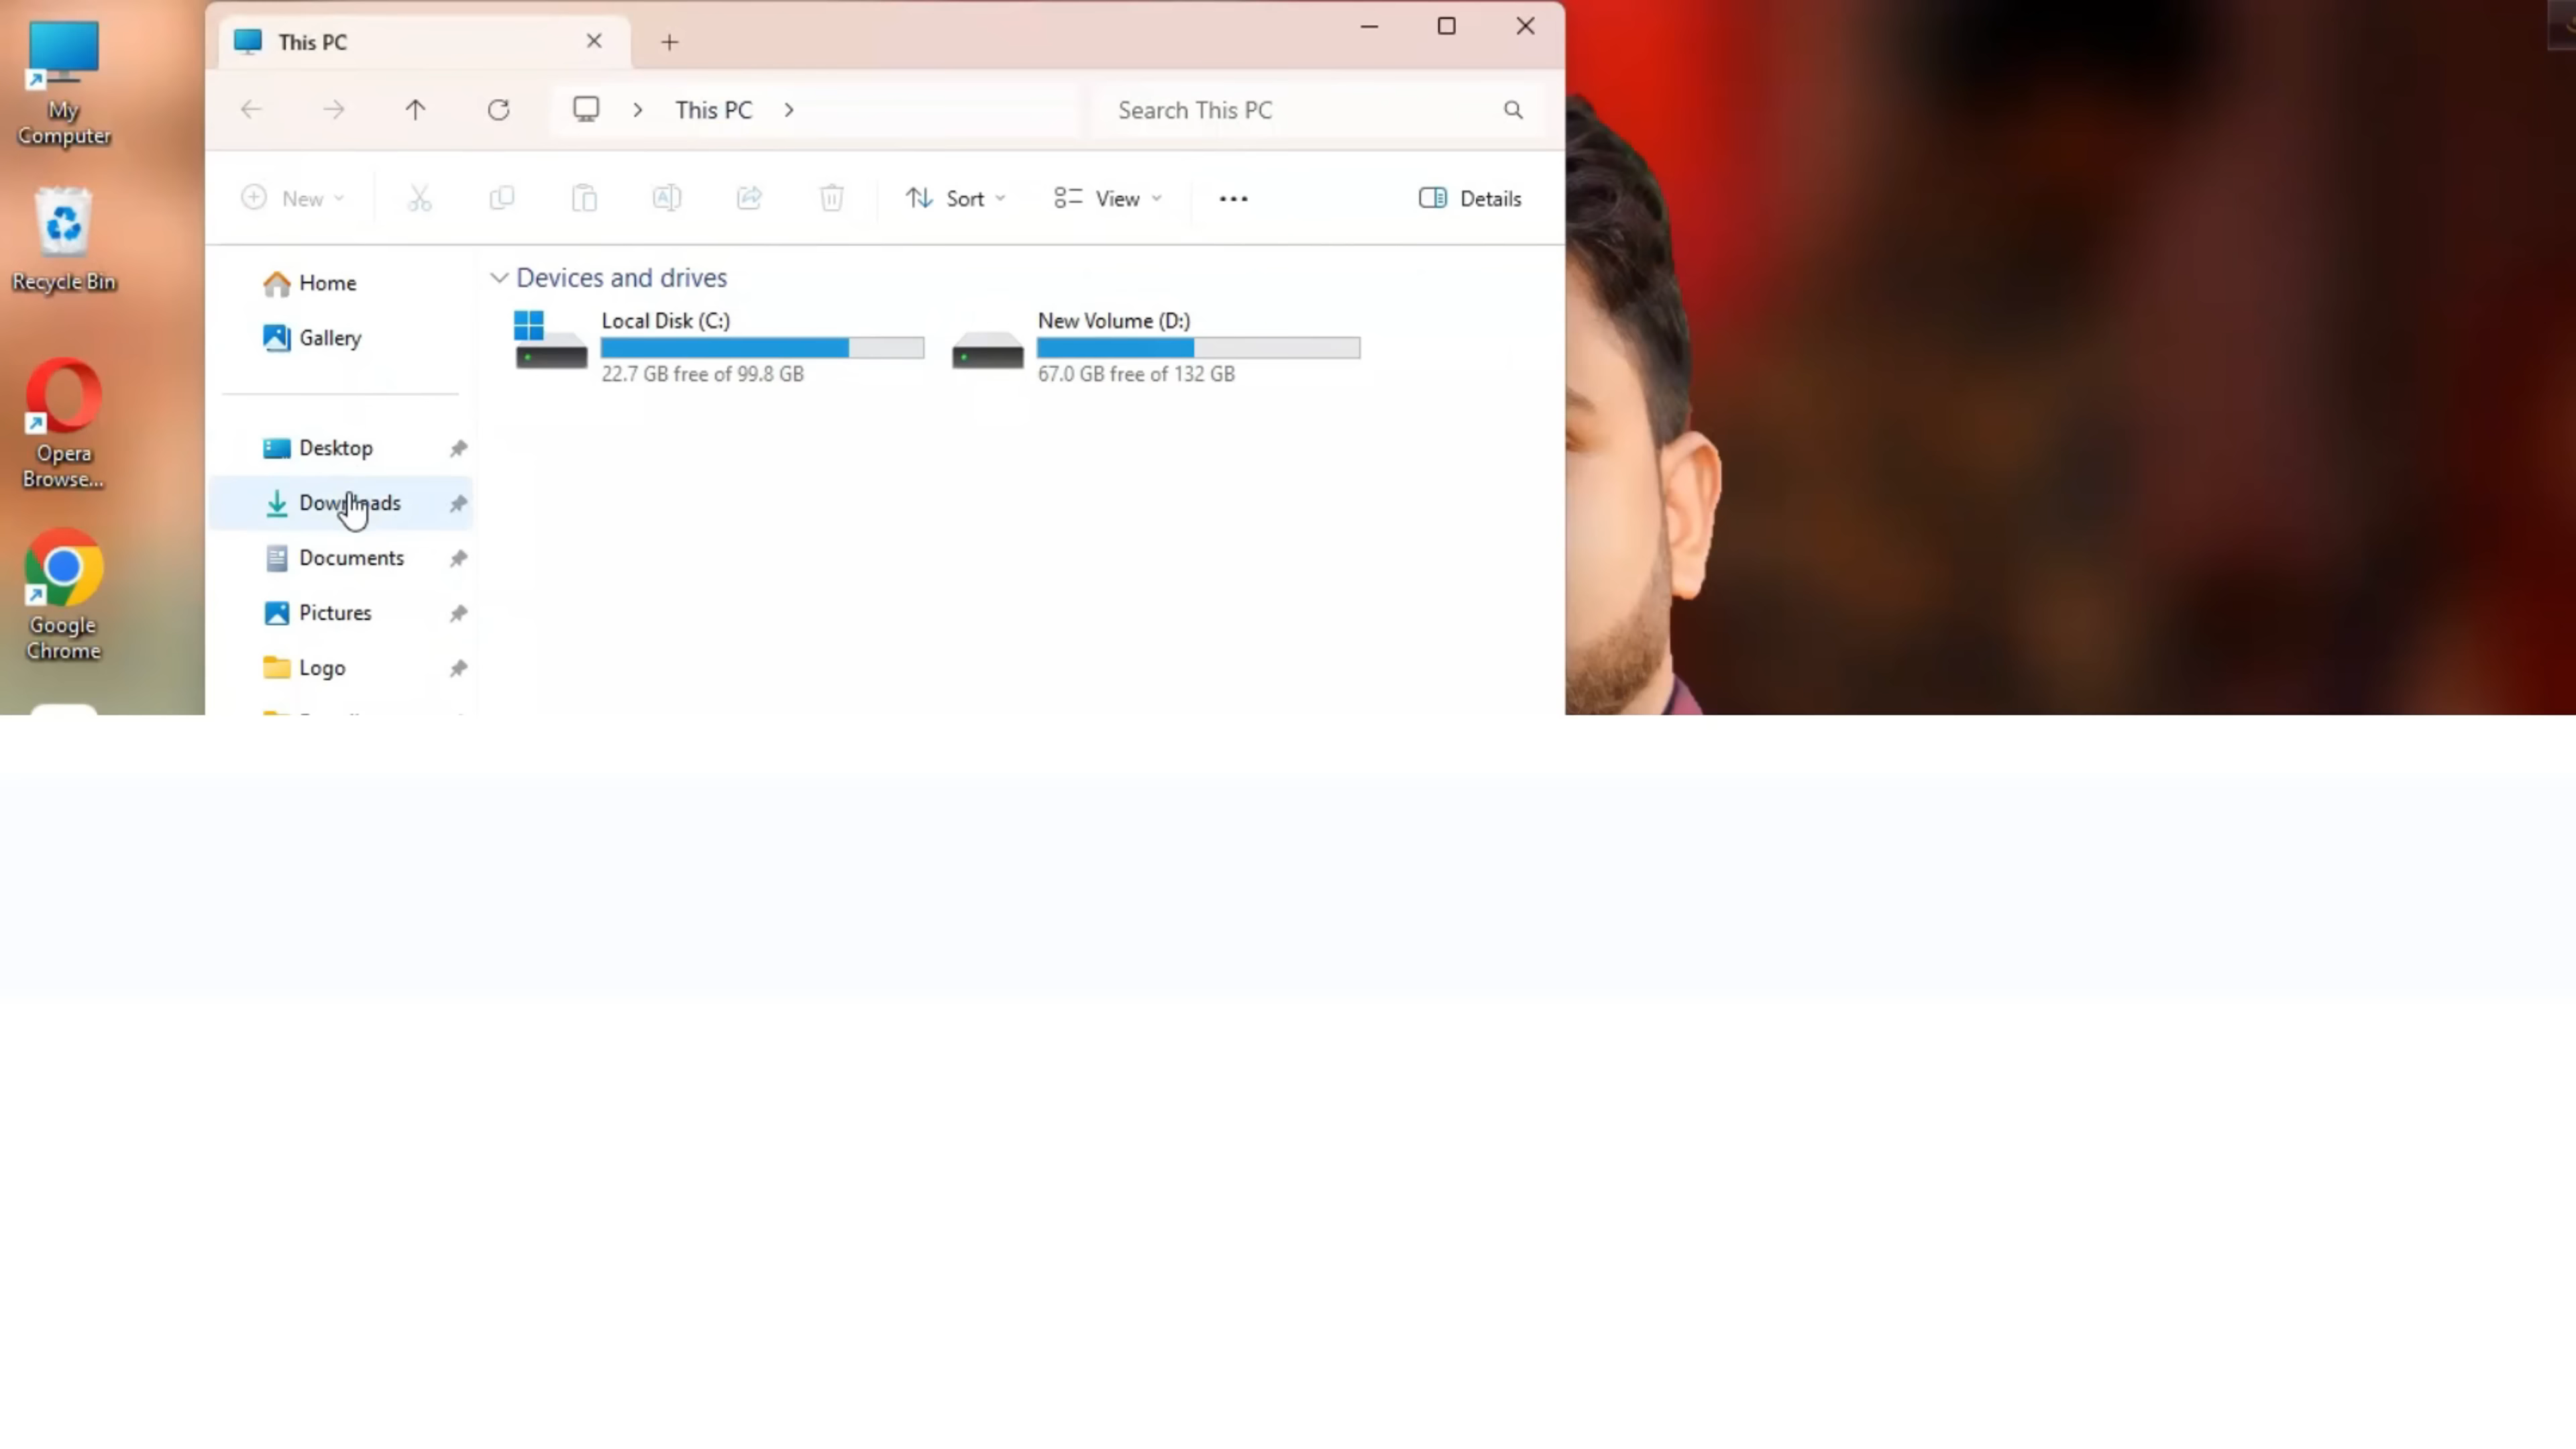 My
Computer
Recycle Bin
Opera
Browse...
Google
Chrome
This PC
This PC
Search This PC
New
Sort
View
Details
Home
Gallery
Desktop
Downloads
Documents
Pictures
Logo
Devices and drives
Local Disk (C:)
22.7 GB free of 99.8 GB
New Volume (D:)
67.0 GB free of 132 GB